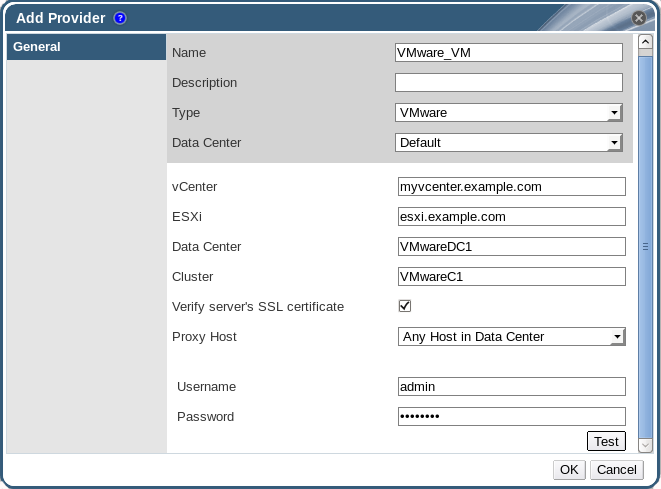 Add Provider ?
General
Name VMware_VM
Description
Type VMware
Data Center Default
vCenter myvcenter.example.com
ESXi esxi.example.com
Data Center VMwareDC1
Cluster VMwareC1
Verify server's SSL certificate
Proxy Host Any Host in Data Center
Username admin
Password ••••••••
Test
OK Cancel